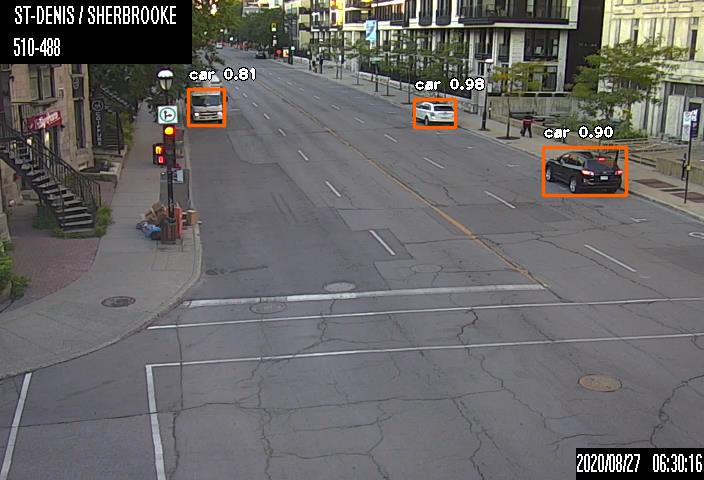 ST-DENIS / SHERBROOKE
510-488
car 0.81
car 0.98
car 0.90
2020/08/27 06:30:16